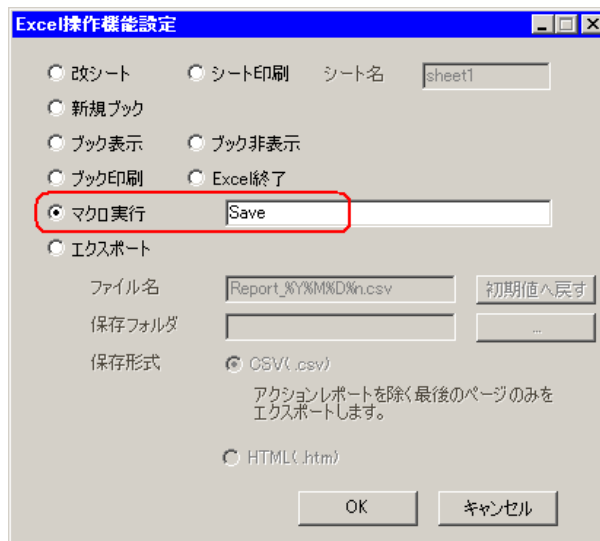 Excel操作機能設定
改シート シート印刷 シート名 sheet1
新規ブック
ブック表示 ブック非表示
ブック印刷 Excel終了
マクロ実行 Save
エクスポート
ファイル名 Report_%Y%M%D%n.csv 初期値へ戻す
保存フォルダ ...
保存形式 CSV(.csv)
アクションレポートを除く最後のページのみを
エクスポートします。
HTML(.htm)
OK キャンセル